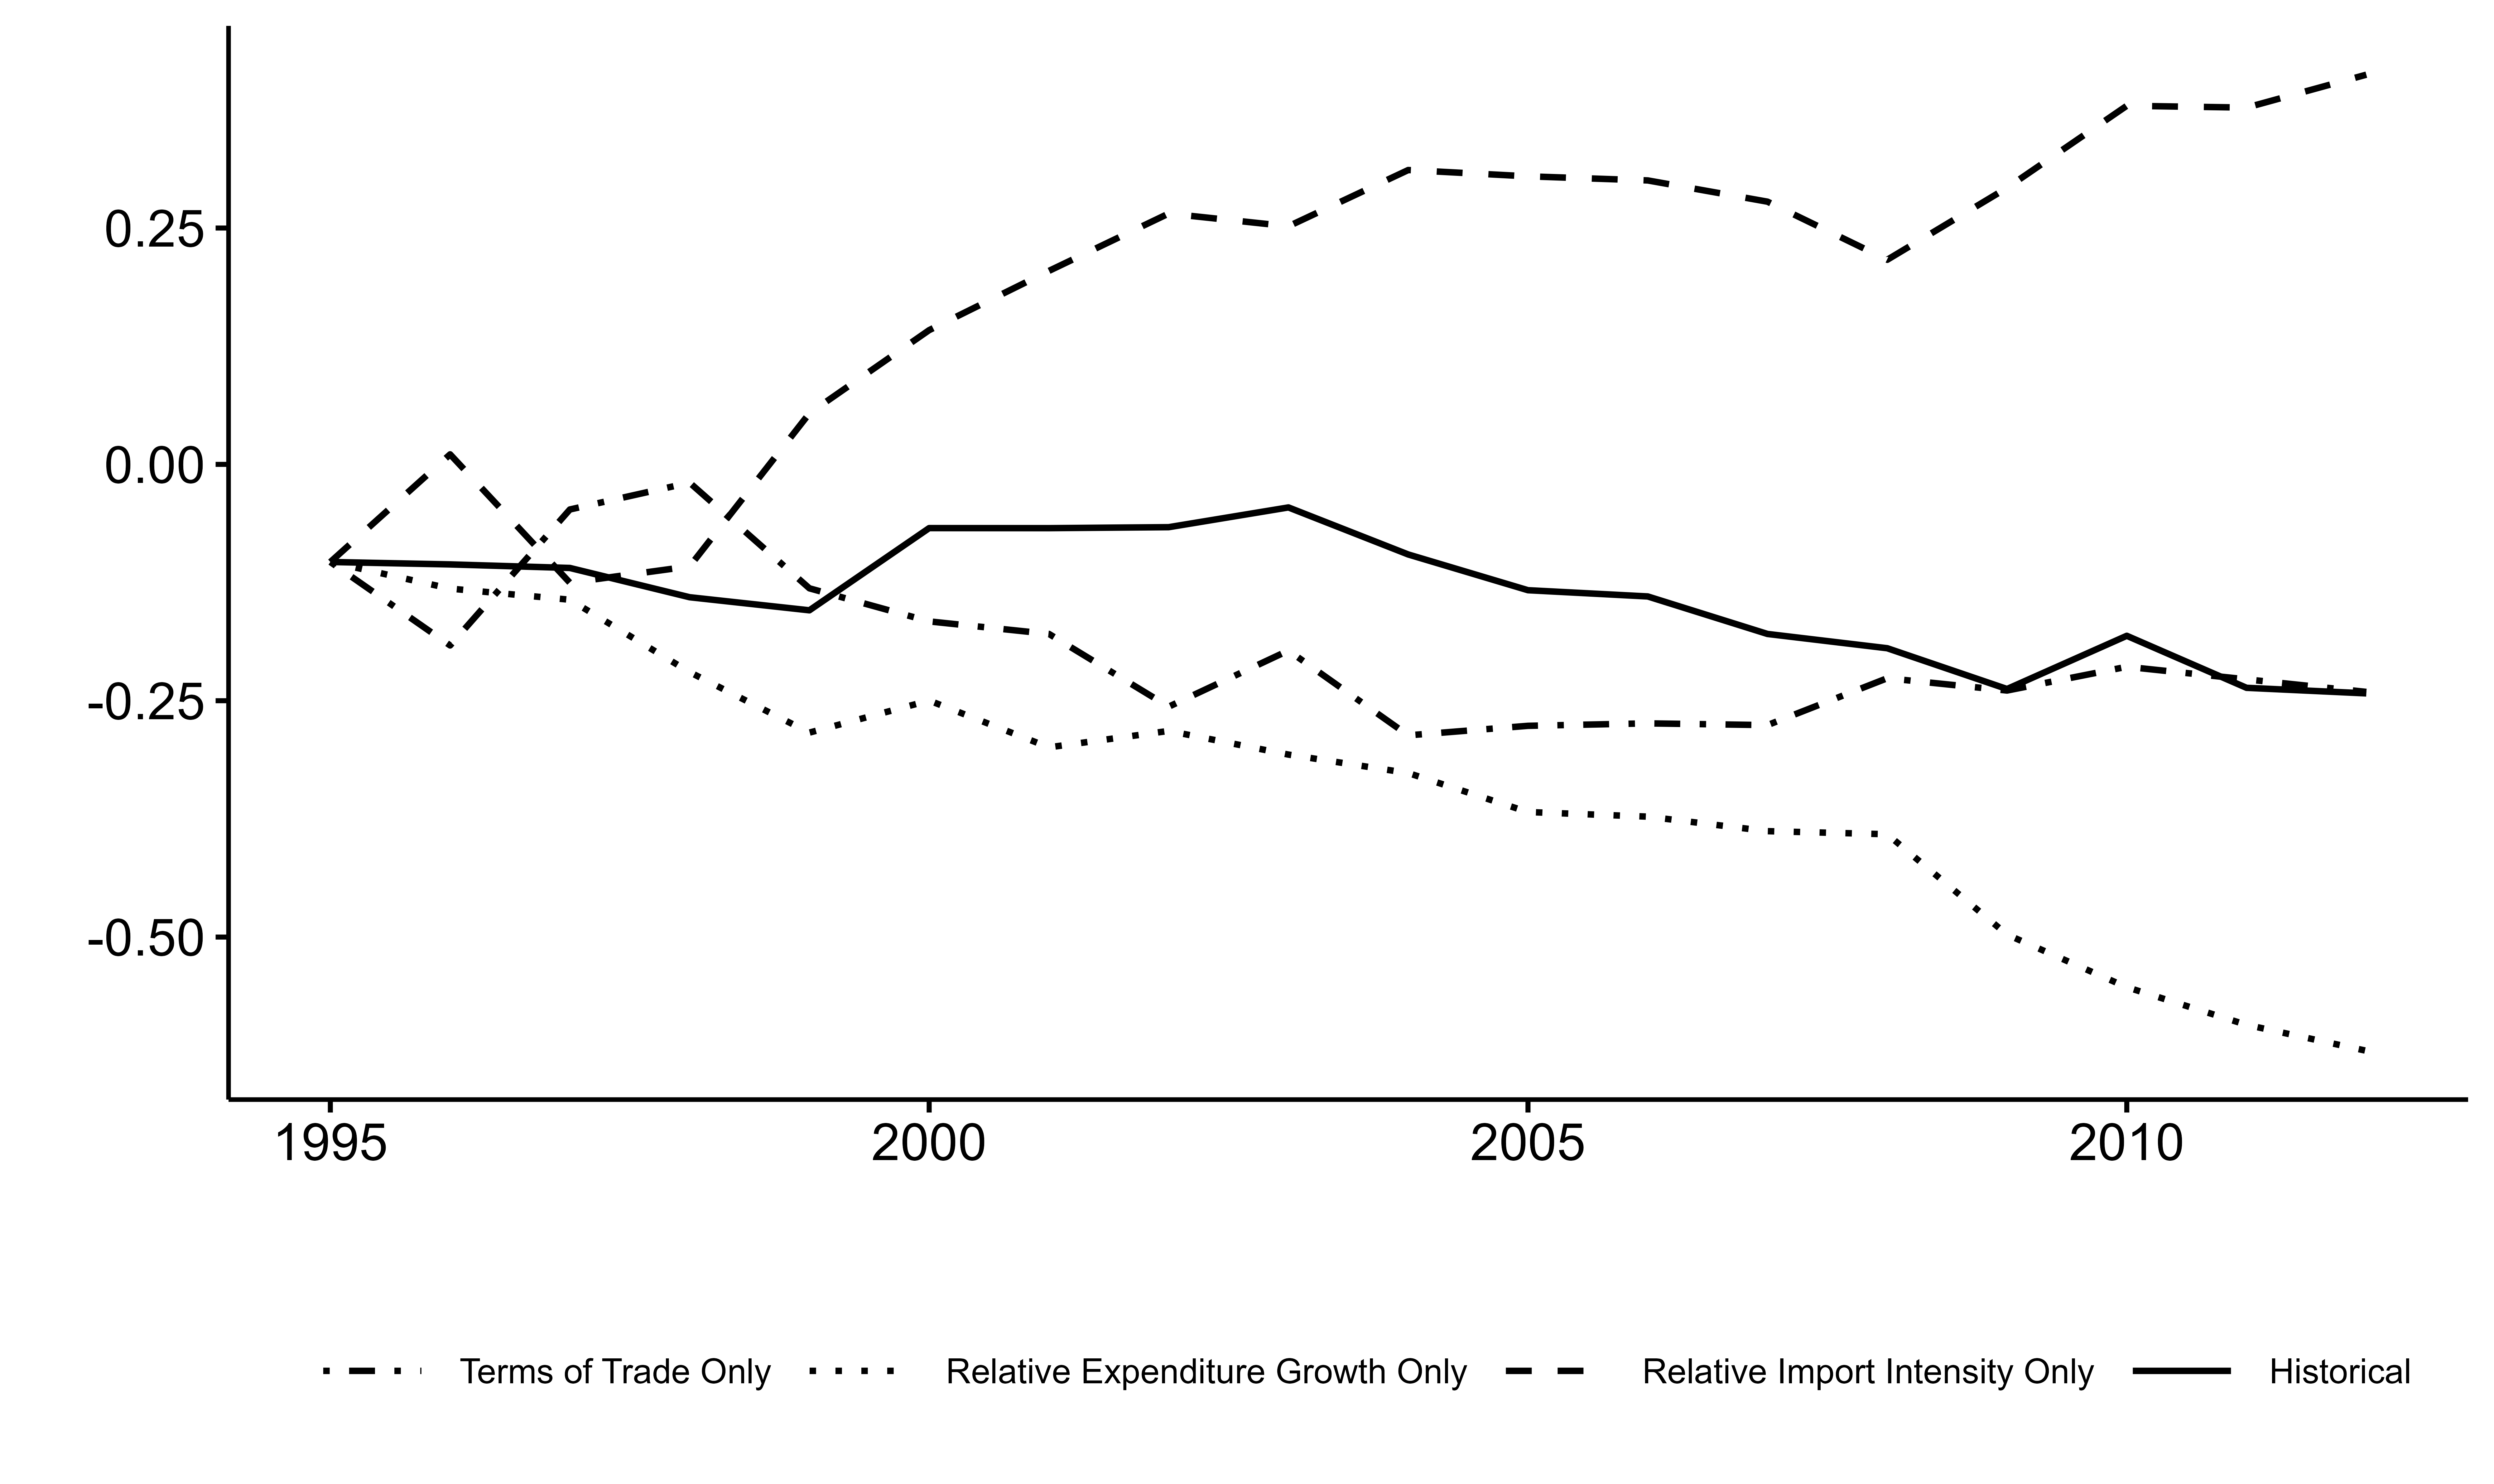 0.25
0.00
-0.25
-0.50
1995 2000 2005 2010
Terms of Trade Only Relative Expenditure Growth Only Relative Import Intensity Only Historical